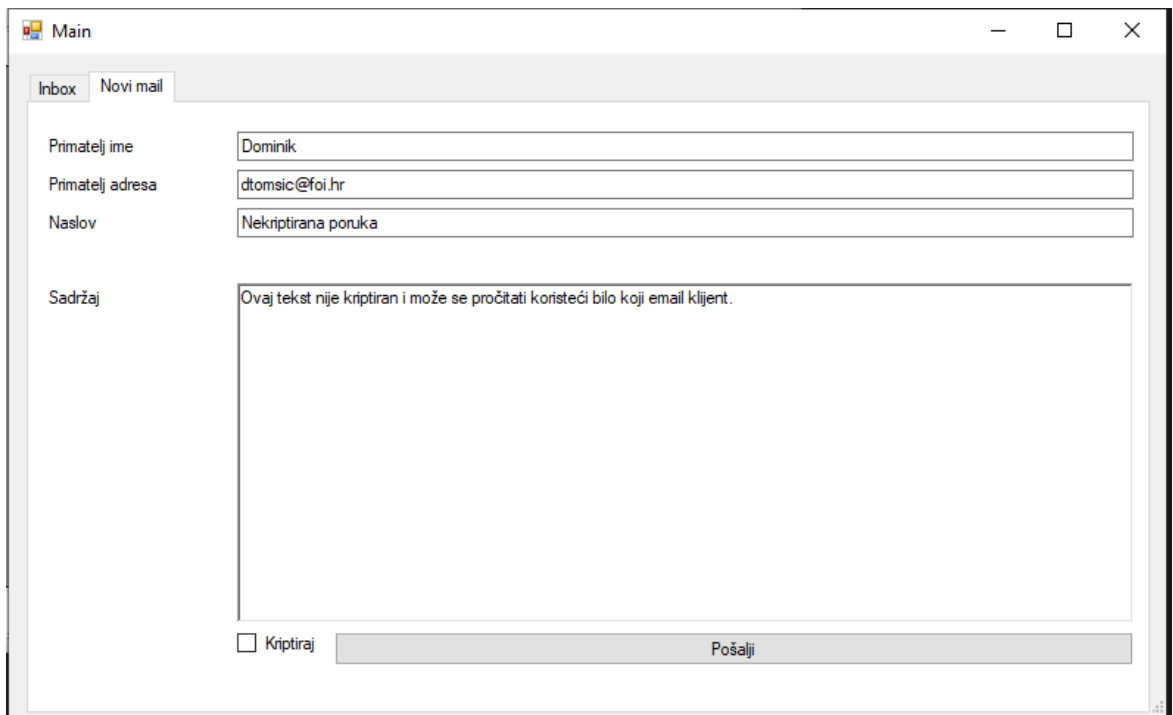 Main
Inbox Novi mail
Primatelj ime Dominik
Primatelj adresa dtomsic@foi.hr
Naslov Nekriptirana poruka
Sadržaj Ovaj tekst nije kriptiran i može se pročitati koristeći bilo koji email klijent.
Kriptiraj Pošalji